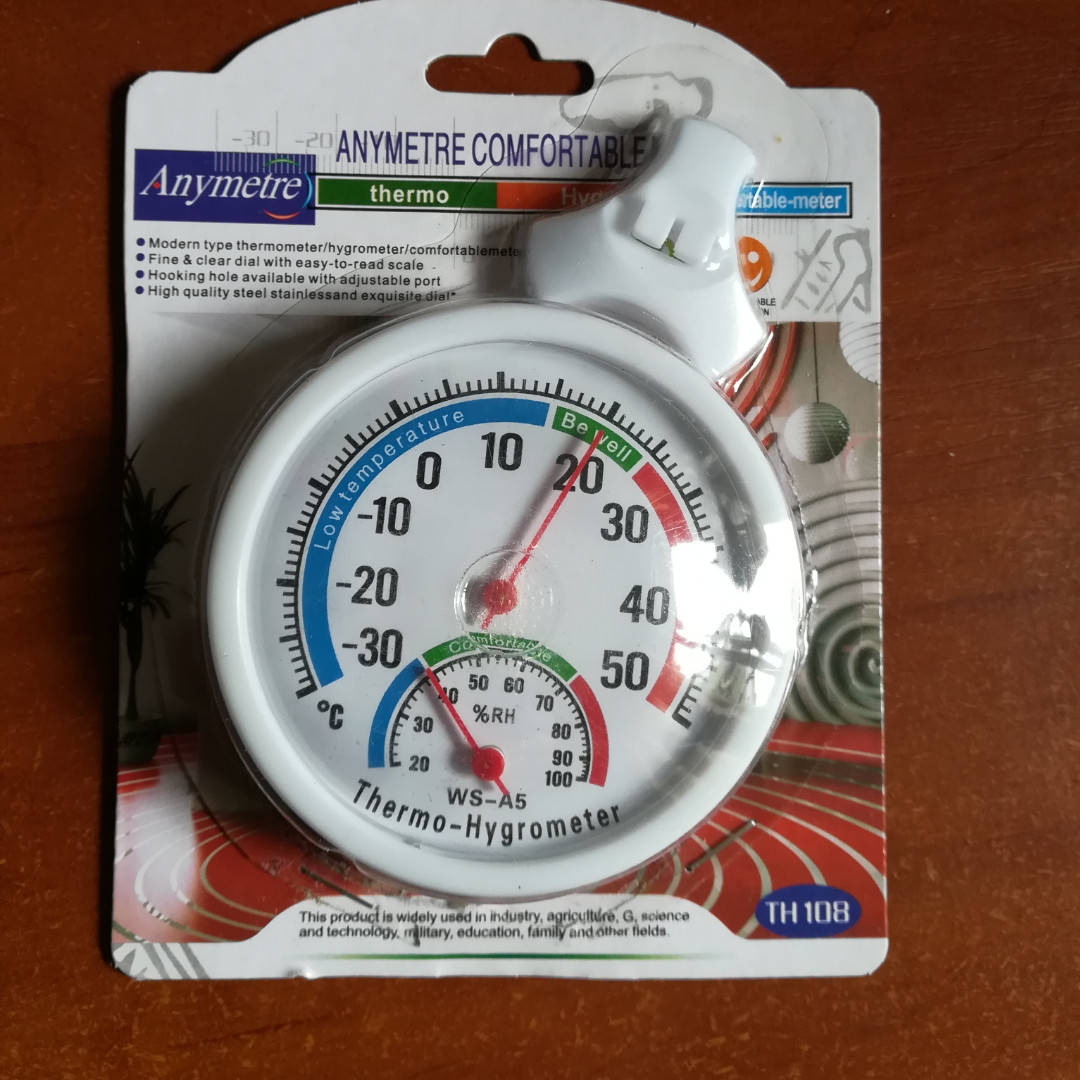 -30 -20
ANYMETRE COMFORTABLE
Anymetre
thermo
table-meter
Modern type thermometer/hygrometer/comfortablemete
Fine & clear dial with easy-to-read scale
Hooking hole available with adjustable port
High quality steel stainlessand exquisite dial"
Low temperature
Be well
-30
-20
-10
0
10
20
30
40
50
°C
Comfortable
20
30
40
50
60
70
80
90
100
%RH
WS-A5
Thermo-Hygrometer
This product is widely used in industry, agriculture, G, science
and technology, military, education, family and other fields.
TH 108